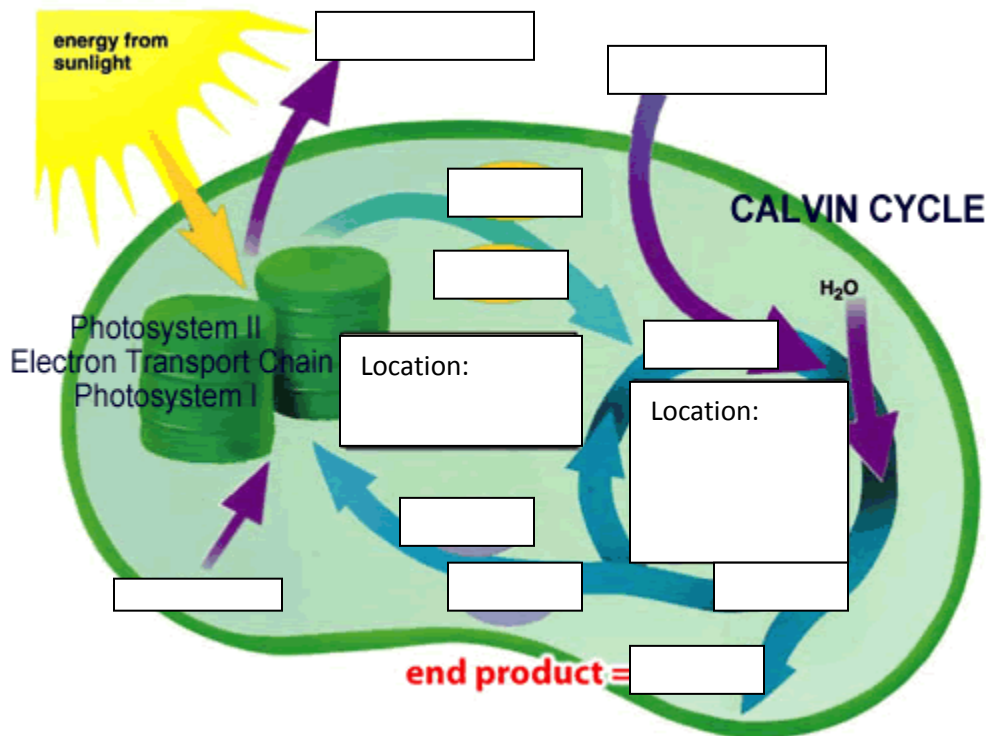 energy from
sunlight
CALVIN CYCLE
H₂O
Photosystem II
Electron Transport Chain
Photosystem I
Location:
Location:
end product =